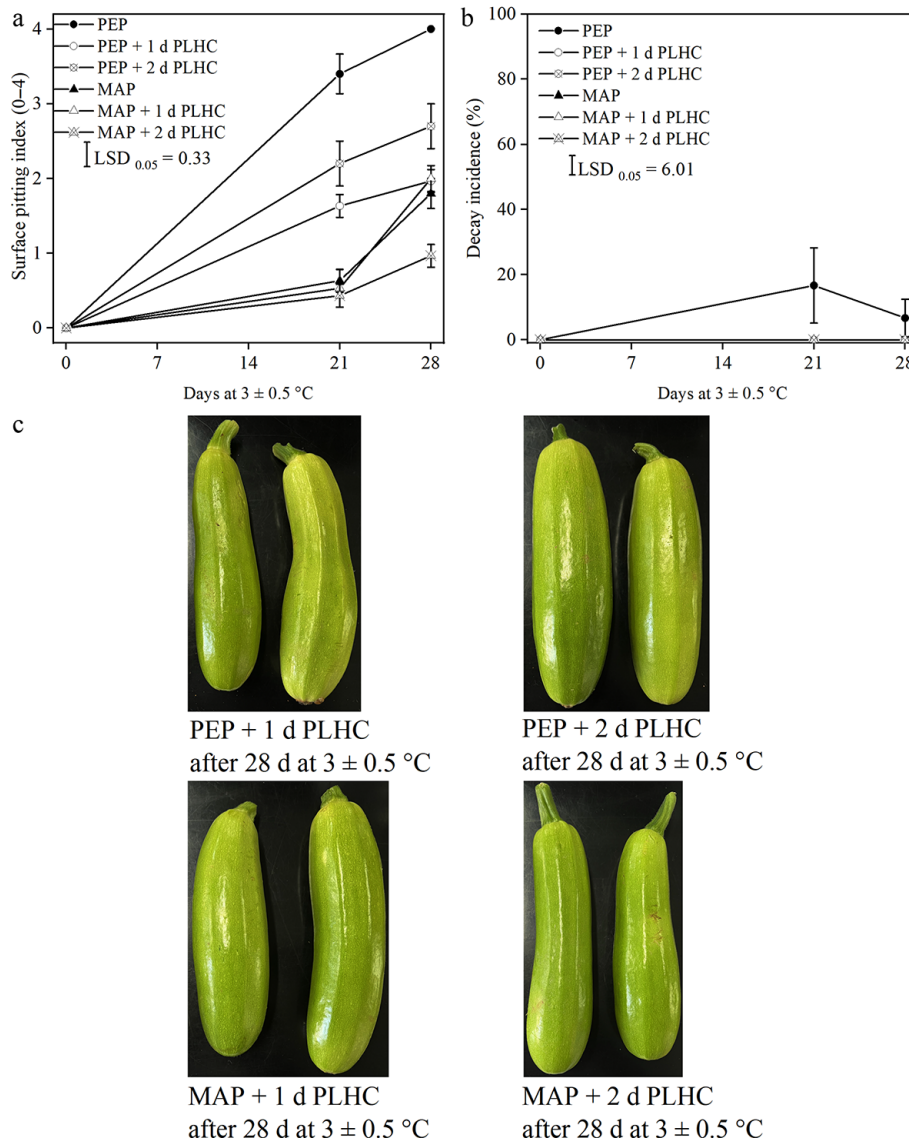 a
Surface pitting index (0–4)
4
3
2
1
0
PEP
PEP + 1 d PLHC
PEP + 2 d PLHC
MAP
MAP + 1 d PLHC
MAP + 2 d PLHC
LSD 0.05 = 0.33
0 7 14 21 28
Days at 3 ± 0.5 °C
b
Decay incidence (%)
100
80
60
40
20
0
PEP
PEP + 1 d PLHC
PEP + 2 d PLHC
MAP
MAP + 1 d PLHC
MAP + 2 d PLHC
LSD 0.05 = 6.01
0 7 14 21 28
Days at 3 ± 0.5 °C
c
PEP + 1 d PLHC
after 28 d at 3 ± 0.5 °C
PEP + 2 d PLHC
after 28 d at 3 ± 0.5 °C
MAP + 1 d PLHC
after 28 d at 3 ± 0.5 °C
MAP + 2 d PLHC
after 28 d at 3 ± 0.5 °C